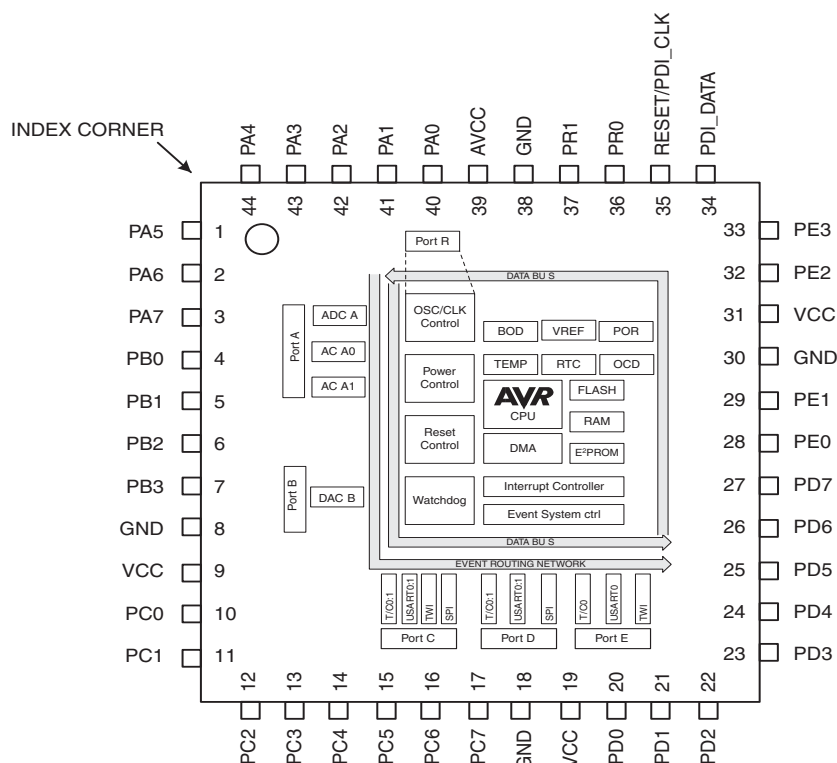 INDEX CORNER
PA4
PA3
PA2
PA1
PA0
AVCC
GND
PR1
PR0
RESET/PDI_CLK
PDI_DATA
44
43
42
41
40
39
38
37
36
35
34
PA5 1
PA6 2
PA7 3
PB0 4
PB1 5
PB2 6
PB3 7
GND 8
VCC 9
PC0 10
PC1 11
33 PE3
32 PE2
31 VCC
30 GND
29 PE1
28 PE0
27 PD7
26 PD6
25 PD5
24 PD4
23 PD3
Port R
DATA BUS
Port A
ADC A
AC A0
AC A1
Port B
DAC B
OSC/CLK
Control
Power
Control
Reset
Control
Watchdog
BOD
VREF
POR
TEMP
RTC
OCD
AVR
CPU
FLASH
RAM
DMA
E²PROM
Interrupt Controller
Event System ctrl
DATA BUS
EVENT ROUTING NETWORK
T/C0:1
USART0:1
TWI
SPI
T/C0:1
USART0:1
SPI
T/C0
USART0
TWI
Port C
Port D
Port E
12
13
14
15
16
17
18
19
20
21
22
PC2
PC3
PC4
PC5
PC6
PC7
GND
VCC
PD0
PD1
PD2